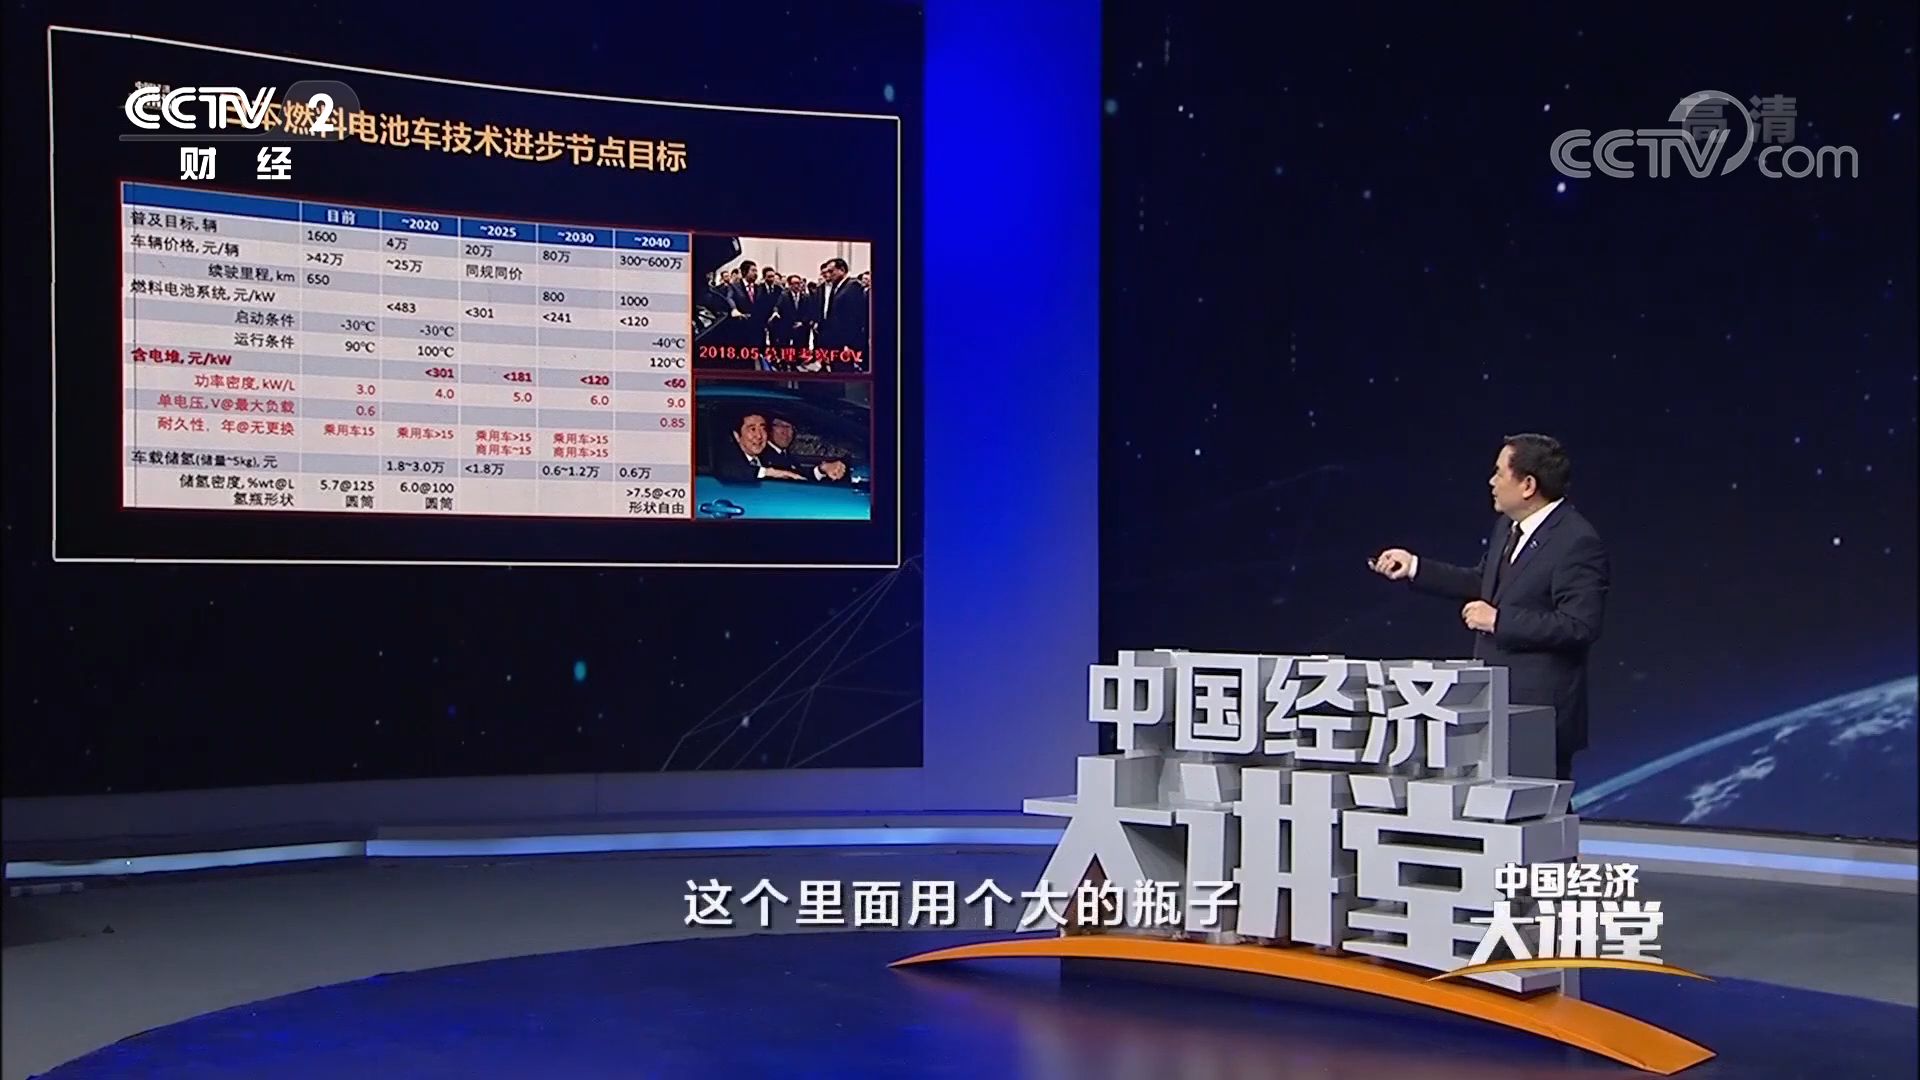 CCTV 2
财 经
日本燃料电池车技术进步节点目标
高清
CCTV.com
目前 ~2020 ~2025 ~2030 ~2040
普及目标, 辆 1600 4万 20万 80万 300~600万
车辆价格, 元/辆 >42万 ~25万 同规同价
续驶里程, km 650 800 1000
燃料电池系统, 元/kW <483 <301 <241 <120
启动条件 -30℃ -30℃ -40℃
运行条件 90℃ 100℃ 120℃
含电堆, 元/kW <301 <181 <120 <60
功率密度, kW/L 3.0 4.0 5.0 6.0 9.0
单电压, V@最大负载 0.6 0.85
耐久性, 年@无更换 乘用车15 乘用车>15 乘用车>15 乘用车>15
商用车~15 商用车>15
车载储氢(储量~5kg), 元 1.8~3.0万 <1.8万 0.6~1.2万 0.6万
储氢密度, %wt@L 5.7@125 6.0@100 >7.5@<70
氢瓶形状 圆筒 圆筒 形状自由
2018.05 总理考察FCV
中国经济
大讲堂
这个里面用个大的瓶子
中国经济
大讲堂